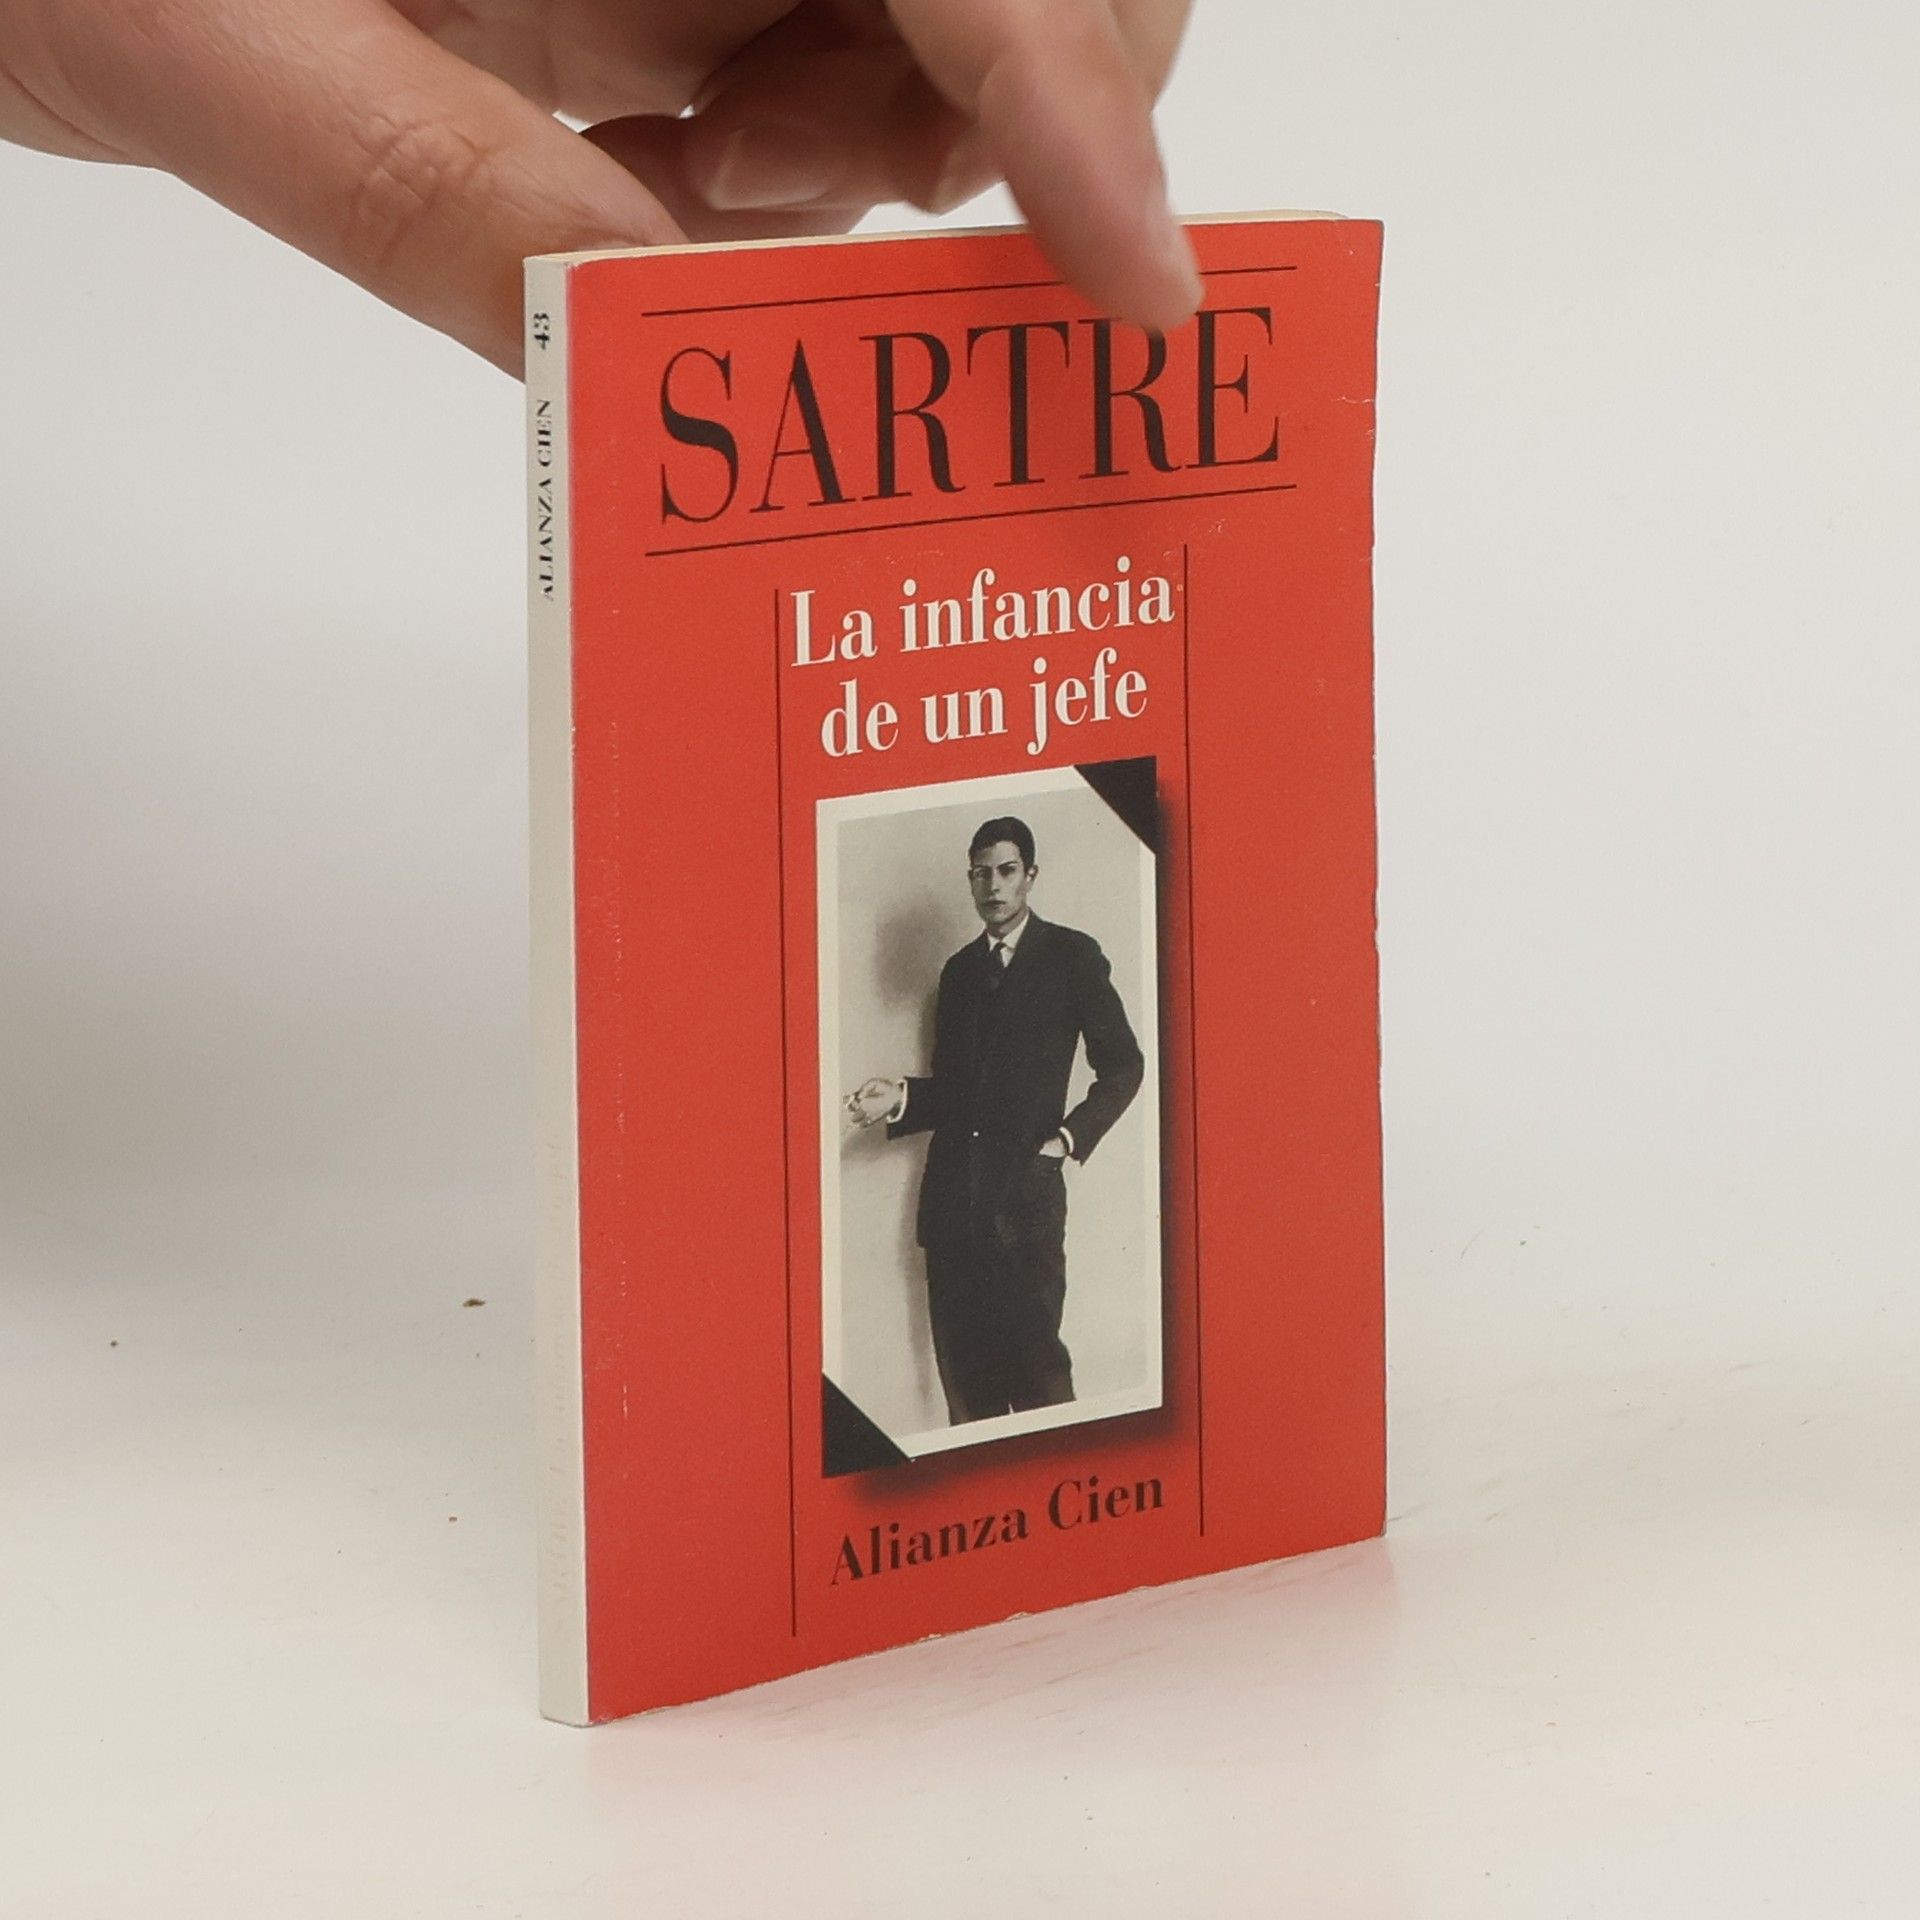 43
ALIANZA CIEN
SARTRE
La infancia
de un jefe
Alianza Cien